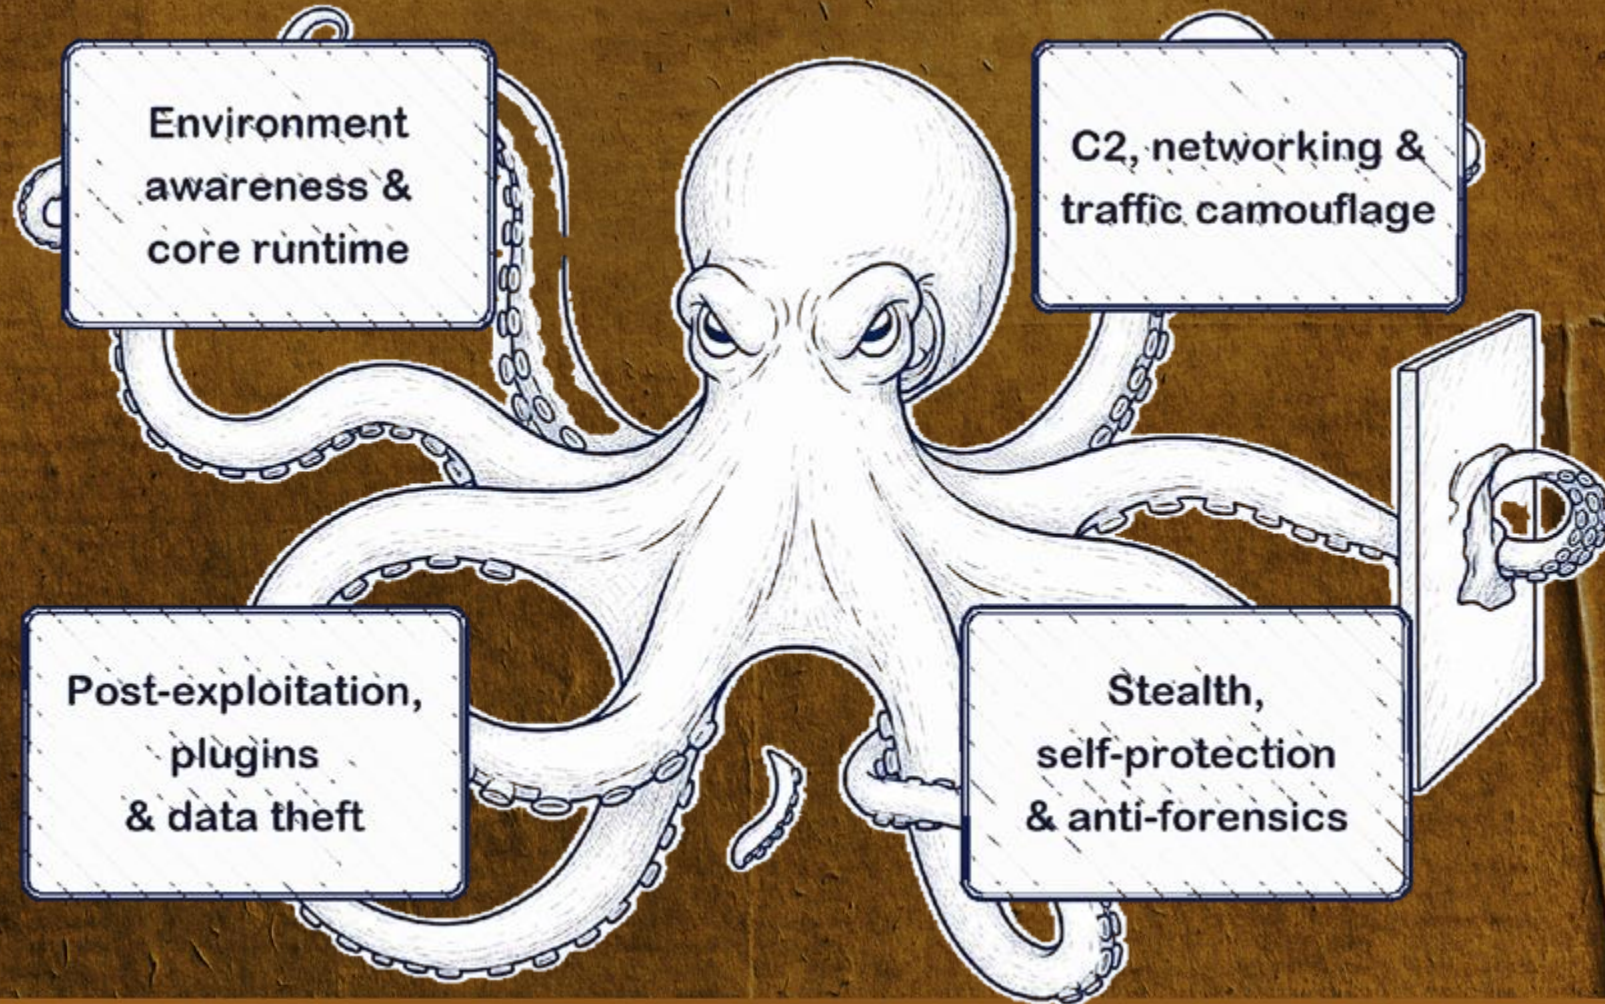 Environment
awareness &
core runtime
C2, networking &
traffic camouflage
Post-exploitation,
plugins
& data theft
Stealth,
self-protection
& anti-forensics